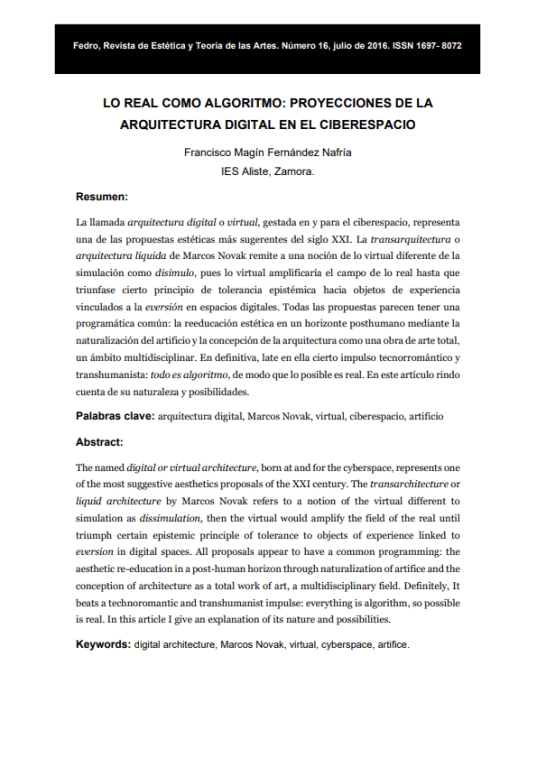 Fedro, Revista de Estética y Teoría de las Artes. Número 16, julio de 2016. ISSN 1697- 8072
LO REAL COMO ALGORITMO: PROYECCIONES DE LA
ARQUITECTURA DIGITAL EN EL CIBERESPACIO
Francisco Magín Fernández Nafría
IES Aliste, Zamora.
Resumen:
La llamada arquitectura digital o virtual, gestada en y para el ciberespacio, representa
una de las propuestas estéticas más sugerentes del siglo XXI. La transarquitectura o
arquitectura líquida de Marcos Novak remite a una noción de lo virtual diferente de la
simulación como disimulo, pues lo virtual amplificaría el campo de lo real hasta que
triunfase cierto principio de tolerancia epistémica hacia objetos de experiencia
vinculados a la eversión en espacios digitales. Todas las propuestas parecen tener una
programática común: la reeducación estética en un horizonte posthumano mediante la
naturalización del artificio y la concepción de la arquitectura como una obra de arte total,
un ámbito multidisciplinar. En definitiva, late en ella cierto impulso tecnorromántico y
transhumanista: todo es algoritmo, de modo que lo posible es real. En este artículo rindo
cuenta de su naturaleza y posibilidades.
Palabras clave: arquitectura digital, Marcos Novak, virtual, ciberespacio, artificio
Abstract:
The named digital or virtual architecture, born at and for the cyberspace, represents one
of the most suggestive aesthetics proposals of the XXI century. The transarchitecture or
liquid architecture by Marcos Novak refers to a notion of the virtual different to
simulation as dissimulation, then the virtual would amplify the field of the real until
triumph certain epistemic principle of tolerance to objects of experience linked to
eversion in digital spaces. All proposals appear to have a common programming: the
aesthetic re-education in a post-human horizon through naturalization of artifice and the
conception of architecture as a total work of art, a multidisciplinary field. Definitely, It
beats a technoromantic and transhumanist impulse: everything is algorithm, so possible
is real. In this article I give an explanation of its nature and possibilities.
Keywords: digital architecture, Marcos Novak, virtual, cyberspace, artifice.